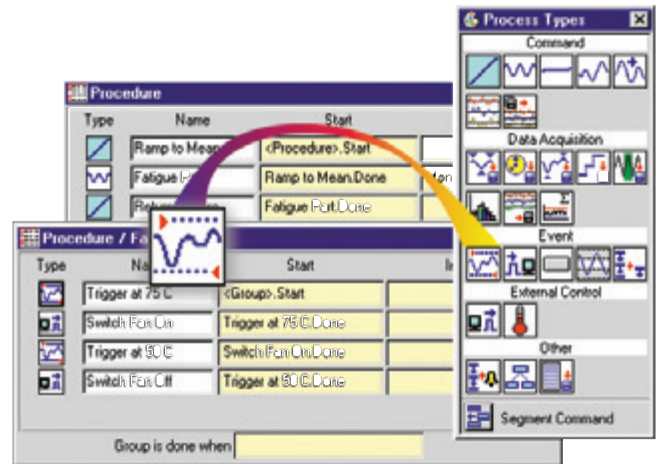 Process Types
Command
Data Acquisition
Event
External Control
Other
Segment Command
Procedure
Type Name Start
Ramp to Mean <Procedure>.Start
Fatigue Ramp to Mean.Done
Fatigue Part.Done
Procedure / Fa
Type Na Start
Trigger at 75 C <Group>.Start
Switch Fan On Trigger at 75 C.Done
Trigger at 50 C Switch Fan On.Done
Switch Fan Off Trigger at 50 C.Done
Group is done when